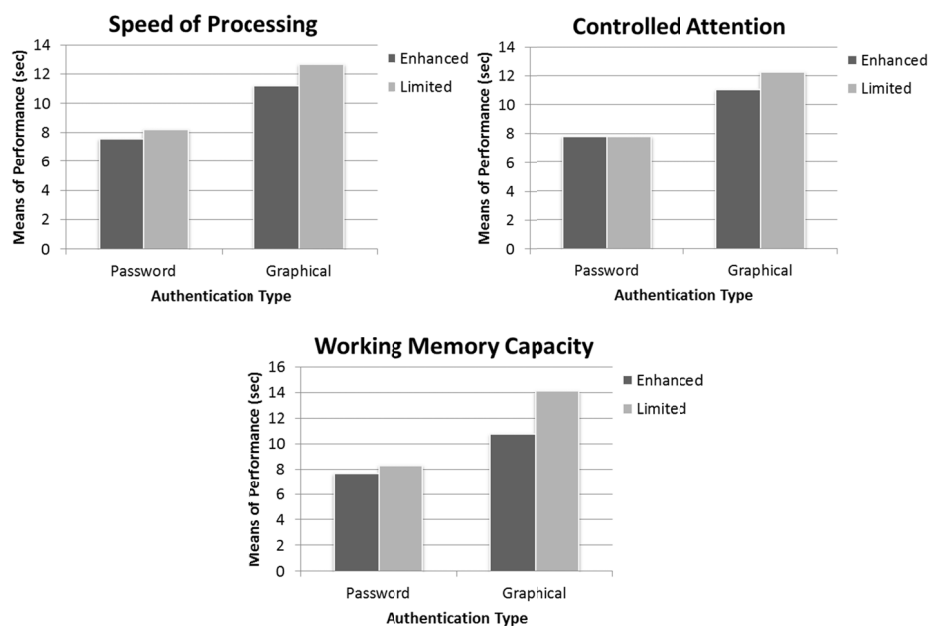 Speed of Processing
Means of Performance (sec)
14
12
10
8
6
4
2
0
Password Graphical
Authentication Type
Enhanced
Limited
Controlled Attention
Means of Performance (sec)
14
12
10
8
6
4
2
0
Password Graphical
Authentication Type
Enhanced
Limited
Working Memory Capacity
Means of Performance (sec)
16
14
12
10
8
6
4
2
0
Password Graphical
Authentication Type
Enhanced
Limited